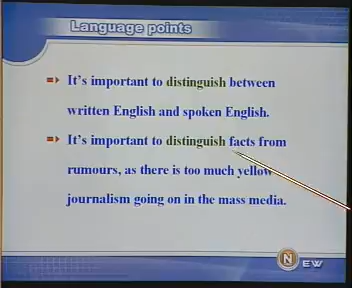 Language points
It's important to distinguish between
written English and spoken English.
It's important to distinguish facts from
rumours, as there is too much yellow
journalism going on in the mass media.
N EW